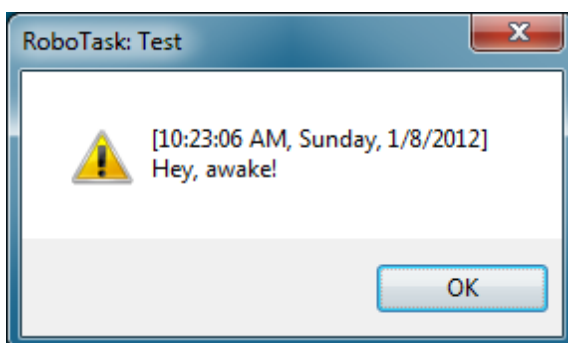 RoboTask: Test
[10:23:06 AM, Sunday, 1/8/2012]
Hey, awake!
OK